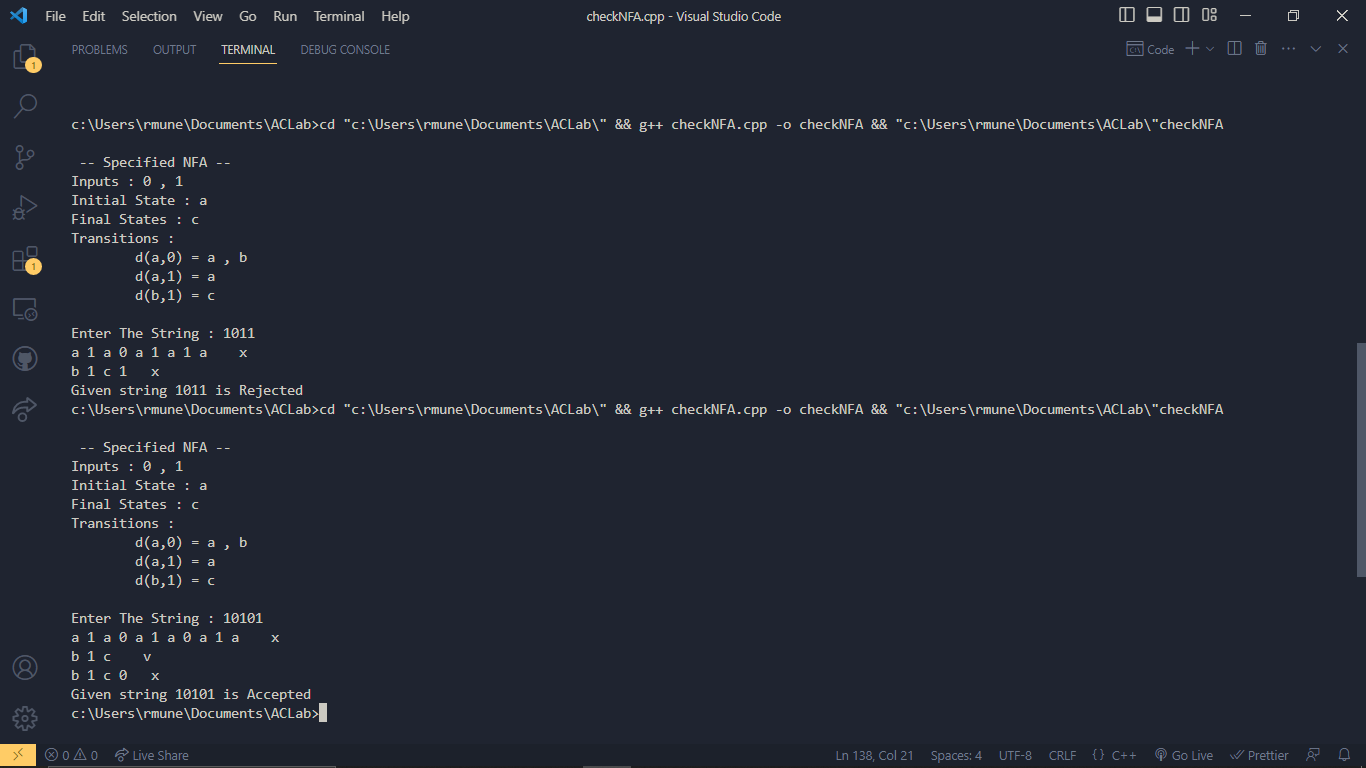 File Edit Selection View Go Run Terminal Help checkNFA.cpp - Visual Studio Code
PROBLEMS OUTPUT TERMINAL DEBUG CONSOLE Code
1
c:\Users\rmune\Documents\ACLab>cd "c:\Users\rmune\Documents\ACLab\" && g++ checkNFA.cpp -o checkNFA && "c:\Users\rmune\Documents\ACLab\"checkNFA
-- Specified NFA --
Inputs : 0 , 1
Initial State : a
Final States : c
Transitions :
d(a,0) = a , b
1
d(a,1) = a
d(b,1) = c
Enter The String : 1011
a 1 a 0 a 1 a 1 a    x
b 1 c 1   x
Given string 1011 is Rejected
c:\Users\rmune\Documents\ACLab>cd "c:\Users\rmune\Documents\ACLab\" && g++ checkNFA.cpp -o checkNFA && "c:\Users\rmune\Documents\ACLab\"checkNFA
-- Specified NFA --
Inputs : 0 , 1
Initial State : a
Final States : c
Transitions :
d(a,0) = a , b
d(a,1) = a
d(b,1) = c
Enter The String : 10101
a 1 a 0 a 1 a 0 a 1 a    x
b 1 c    v
b 1 c 0   x
Given string 10101 is Accepted
c:\Users\rmune\Documents\ACLab>
0 0 Live Share Ln 138, Col 21 Spaces: 4 UTF-8 CRLF {} C++ Go Live Prettier